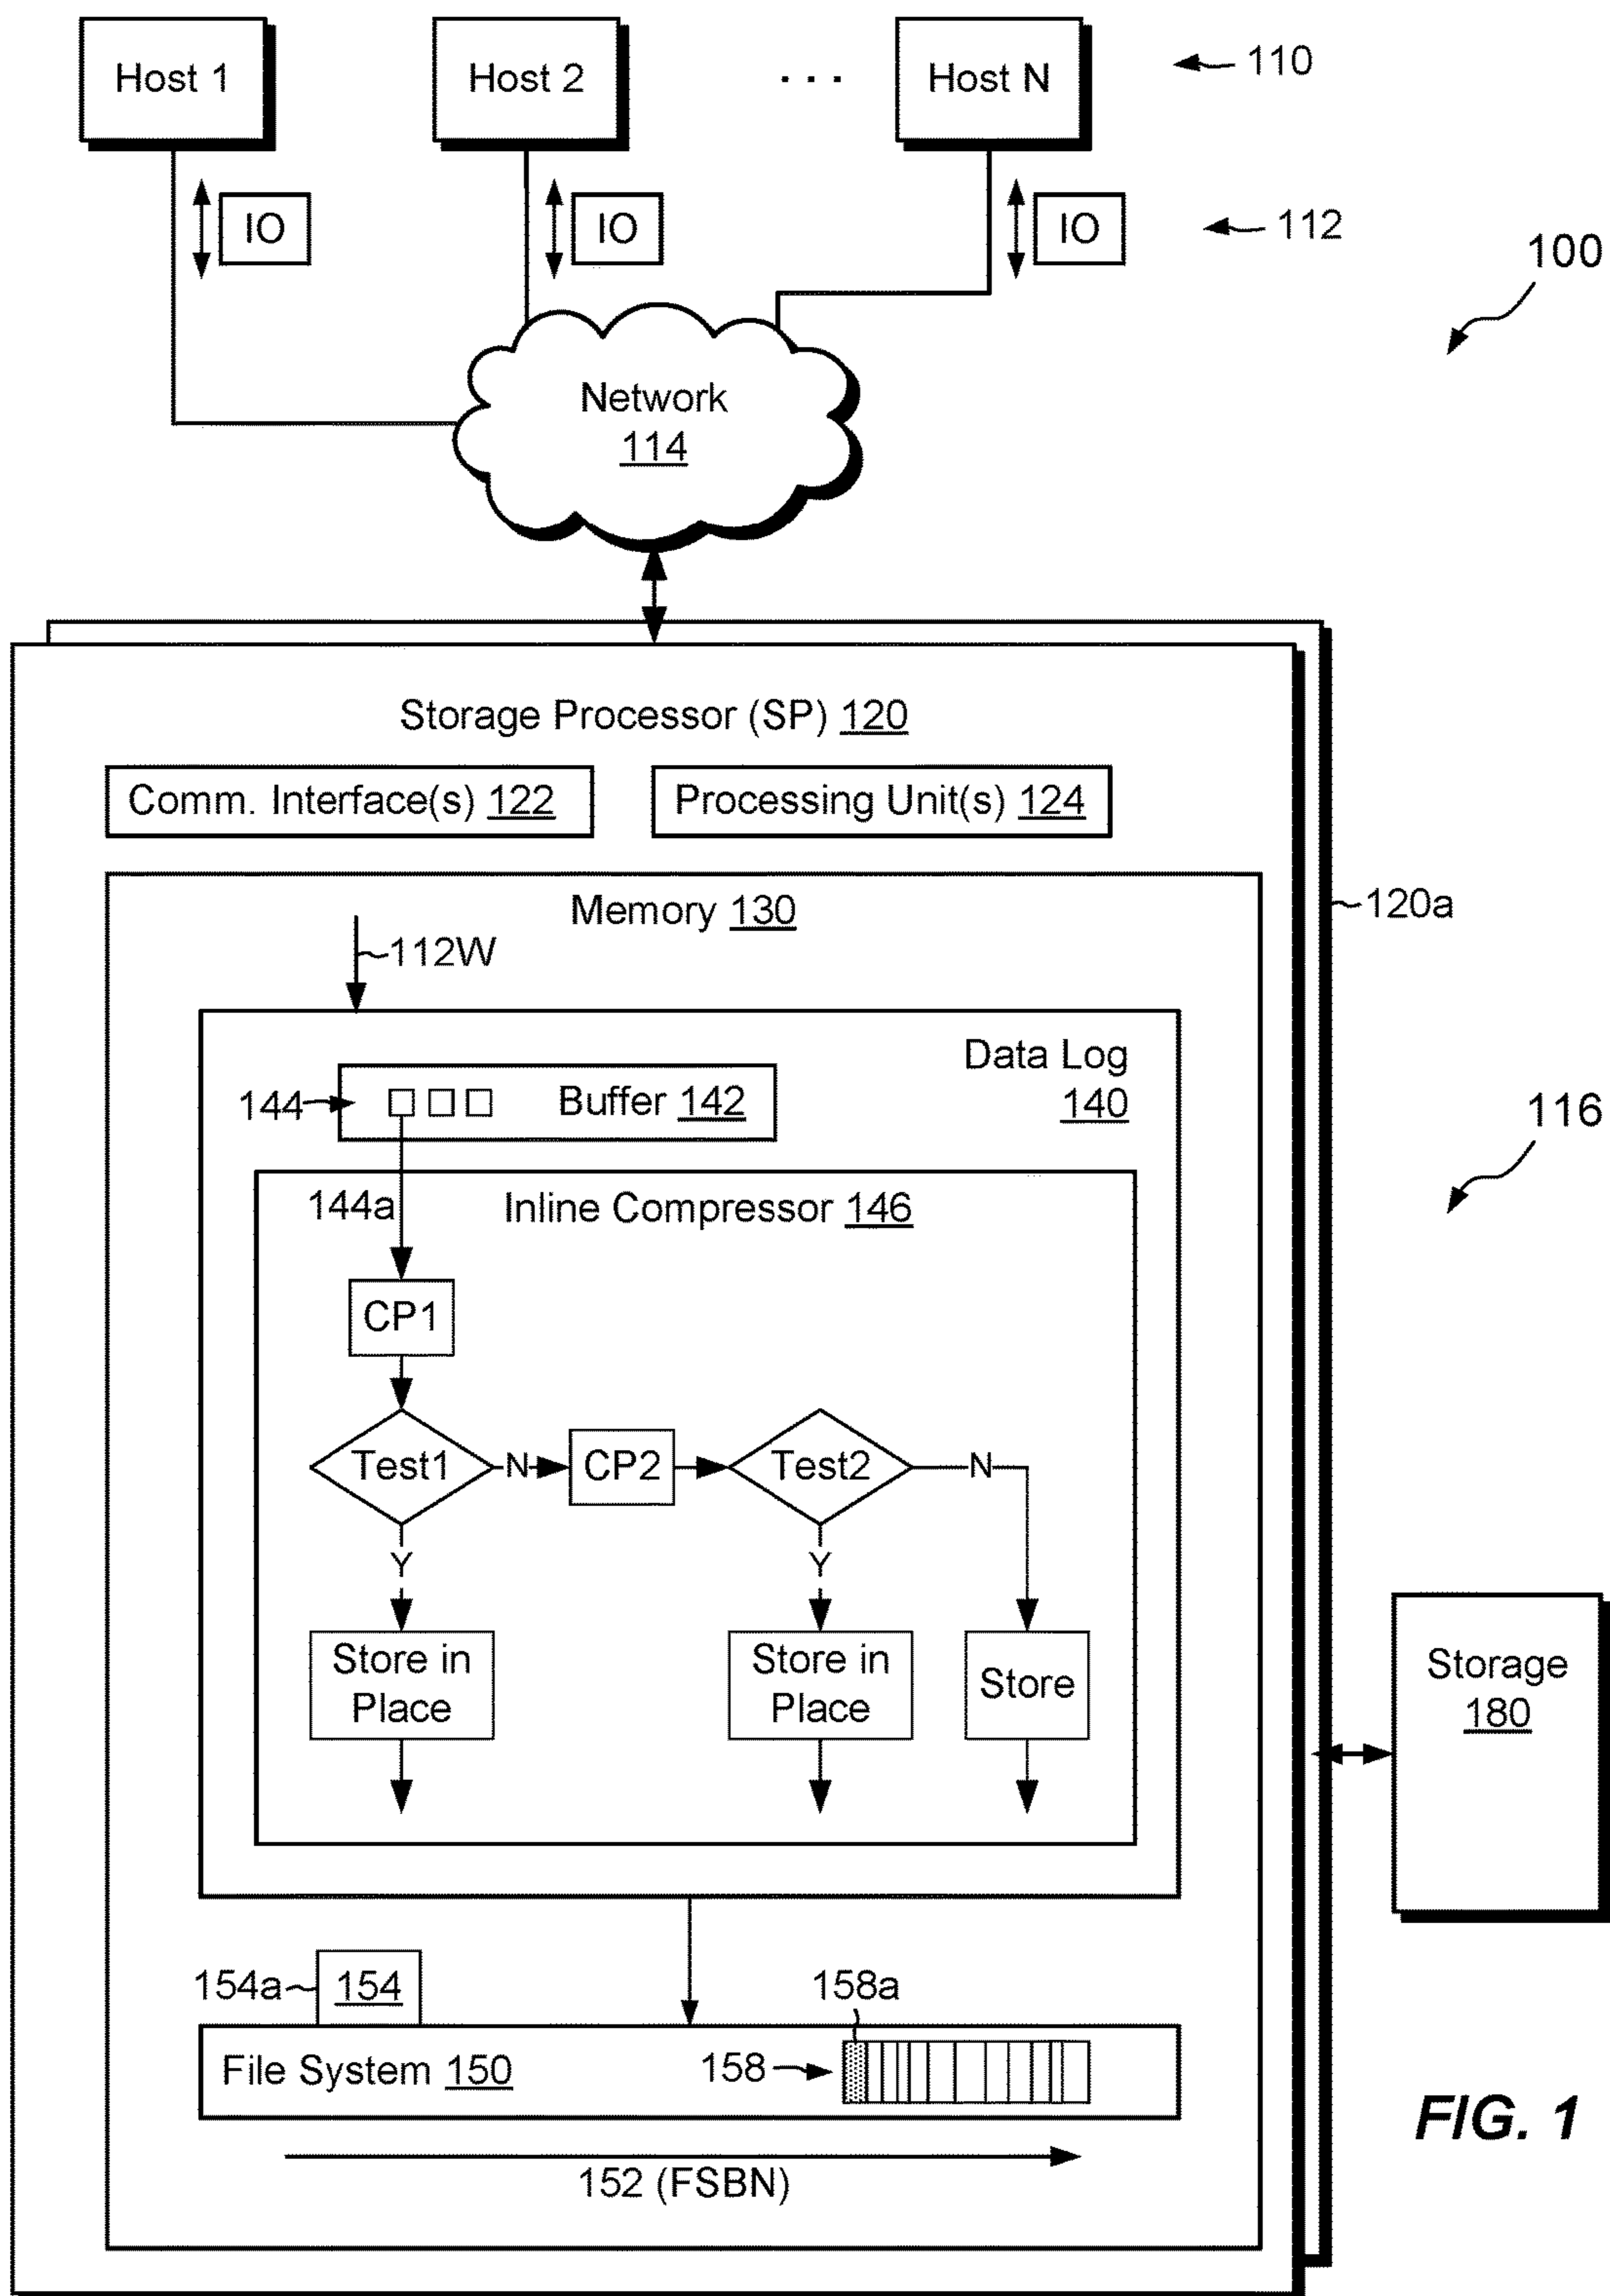 Host 1
Host 2
. . .
Host N
110
IO
IO
IO
112
100
Network
114
Storage Processor (SP) 120
Comm. Interface(s) 122
Processing Unit(s) 124
Memory 130
120a
112W
Data Log
140
144
Buffer 142
116
144a
Inline Compressor 146
CP1
Test1
N
CP2
Test2
N
Y
Y
Store in
Place
Store in
Place
Store
Storage
180
154a
154
158a
File System 150
158
152 (FSBN)
FIG. 1